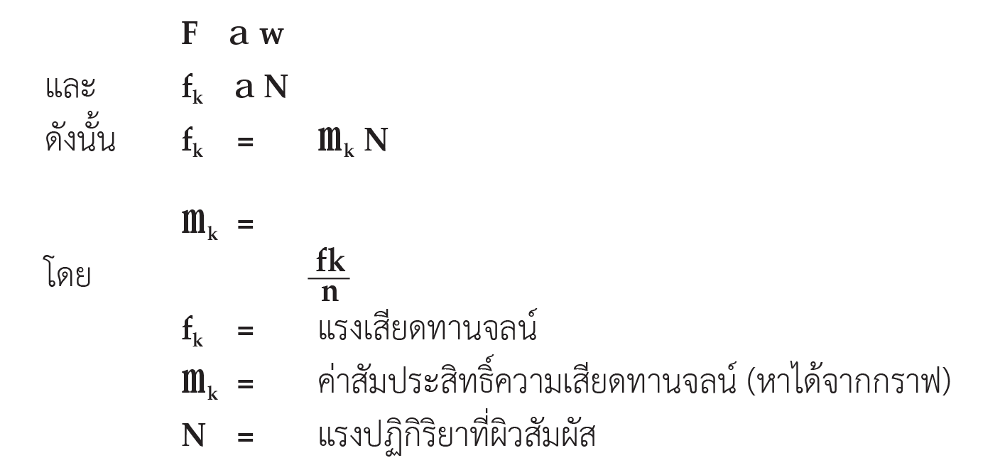 F a w
และ f_k a N
ดังนั้น f_k = m_k N
m_k =
โดย
fk
n
f_k = แรงเสียดทานจลน์
m_k = ค่าสัมประสิทธิ์ความเสียดทานจลน์ (หาได้จากกราฟ)
N = แรงปฏิกิริยาที่ผิวสัมผัส